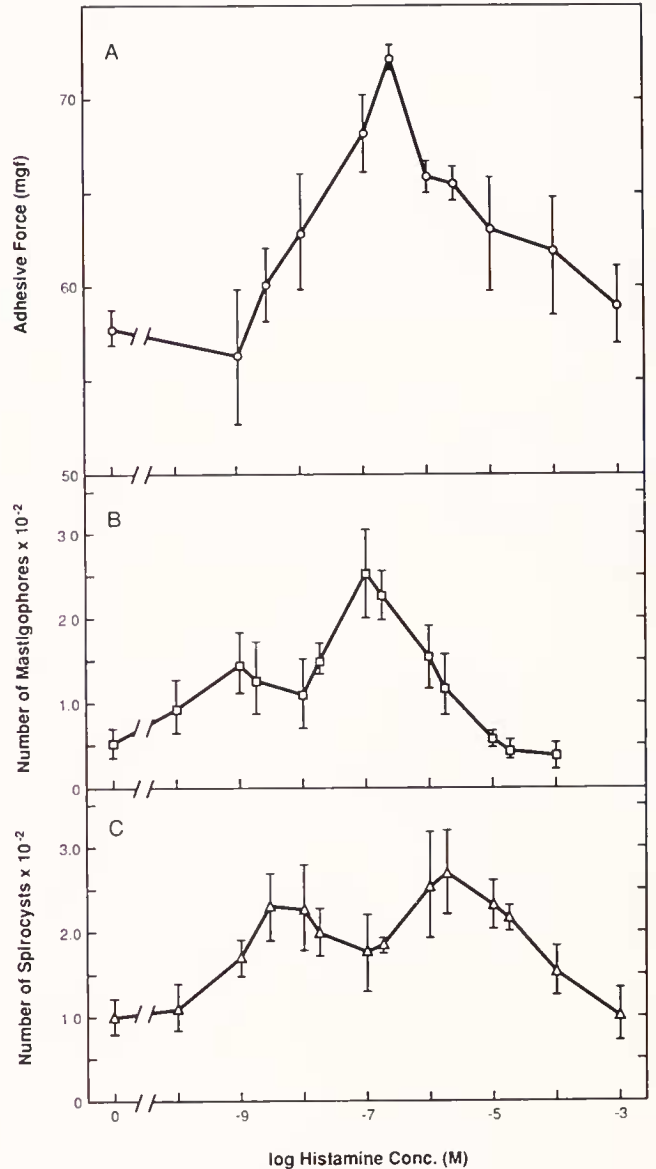 A
70
60
50
Adhesive Force (mgf)
B
3 0
2 0
1.0
0
Number of Mastigophores x 10-2
C
3.0
2.0
1 0
0
Number of Spirocysts x 10-2
0 -9 -7 -5 -3
log Histamine Conc. (M)